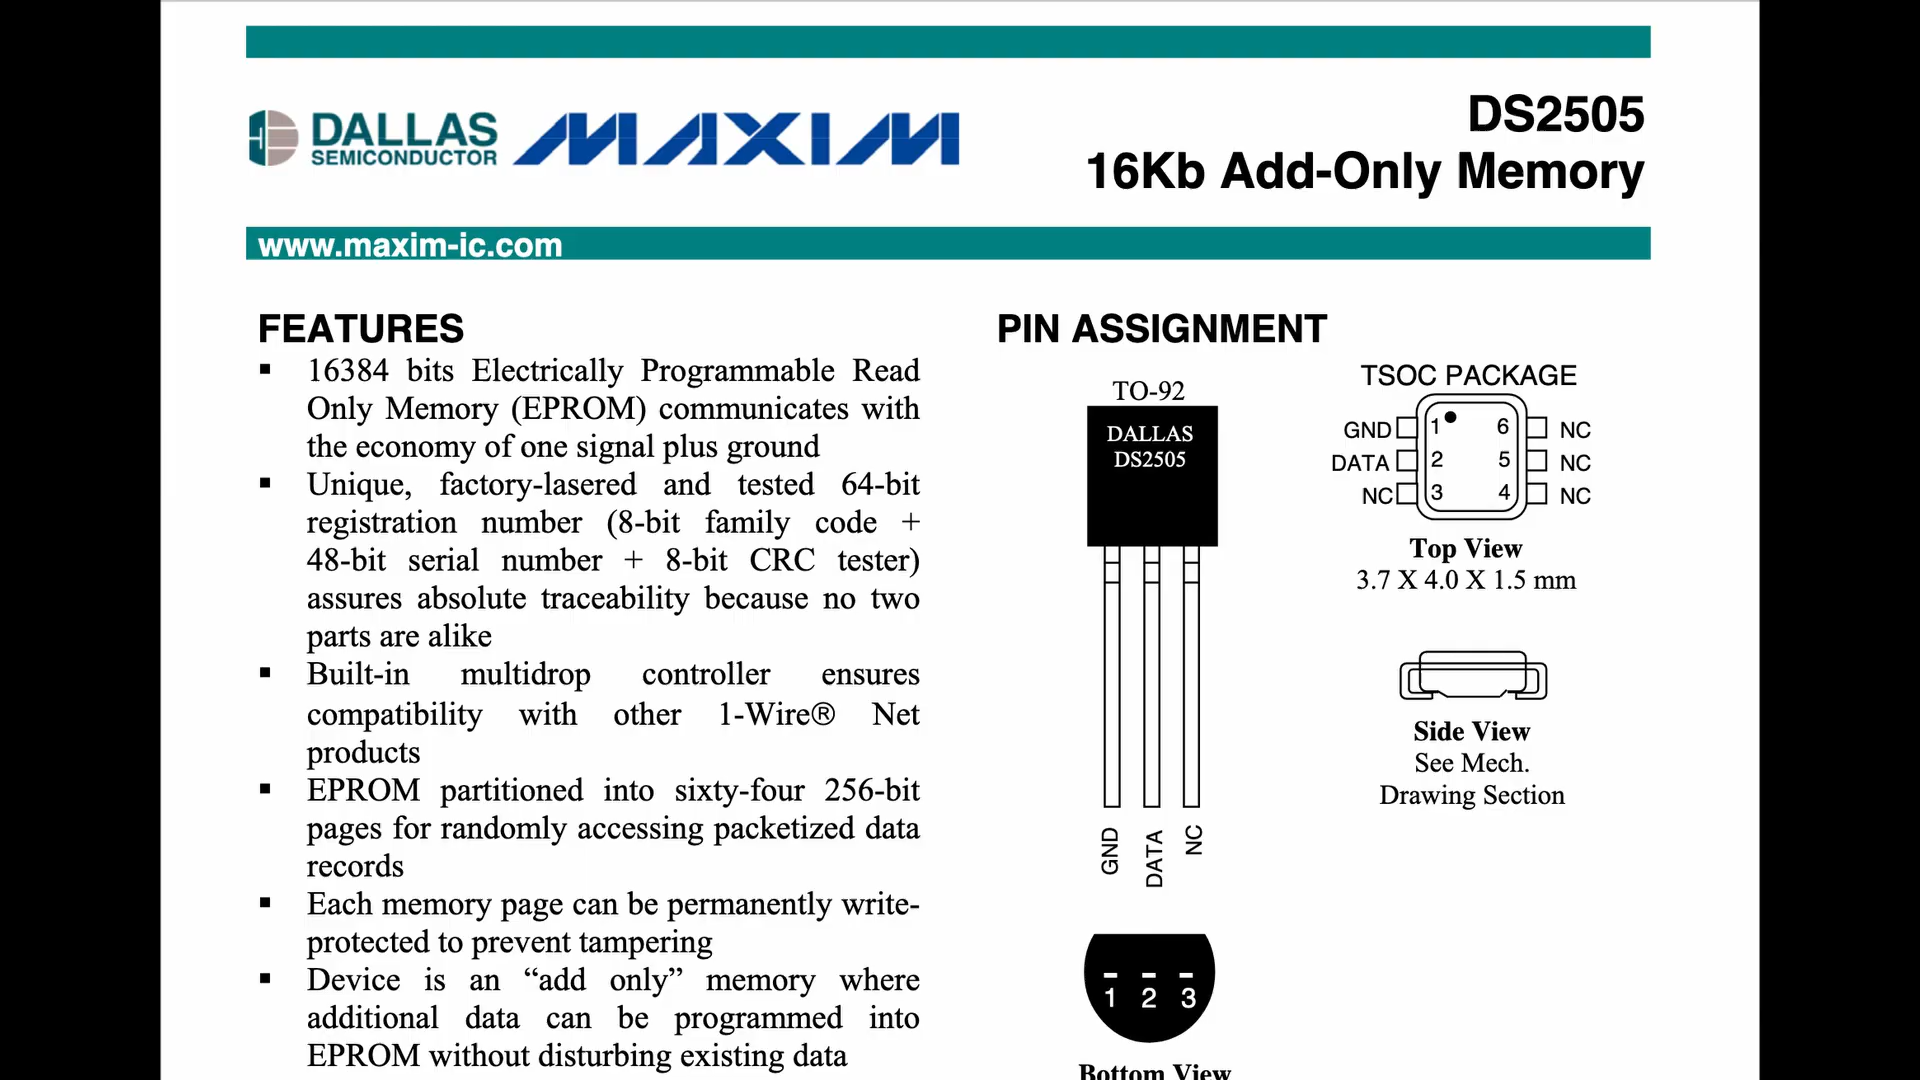 DALLAS
SEMICONDUCTOR
MAXIM
DS2505
16Kb Add-Only Memory
www.maxim-ic.com
FEATURES
▪ 16384 bits Electrically Programmable Read
Only Memory (EPROM) communicates with
the economy of one signal plus ground
▪ Unique, factory-lasered and tested 64-bit
registration number (8-bit family code +
48-bit serial number + 8-bit CRC tester)
assures absolute traceability because no two
parts are alike
▪ Built-in multidrop controller ensures
compatibility with other 1-Wire® Net
products
▪ EPROM partitioned into sixty-four 256-bit
pages for randomly accessing packetized data
records
▪ Each memory page can be permanently write-
protected to prevent tampering
▪ Device is an “add only” memory where
additional data can be programmed into
EPROM without disturbing existing data
PIN ASSIGNMENT
TO-92
DALLAS
DS2505
GND
DATA
NC
1 2 3
Bottom View
TSOC PACKAGE
GND 1 6 NC
DATA 2 5 NC
NC 3 4 NC
Top View
3.7 X 4.0 X 1.5 mm
Side View
See Mech.
Drawing Section